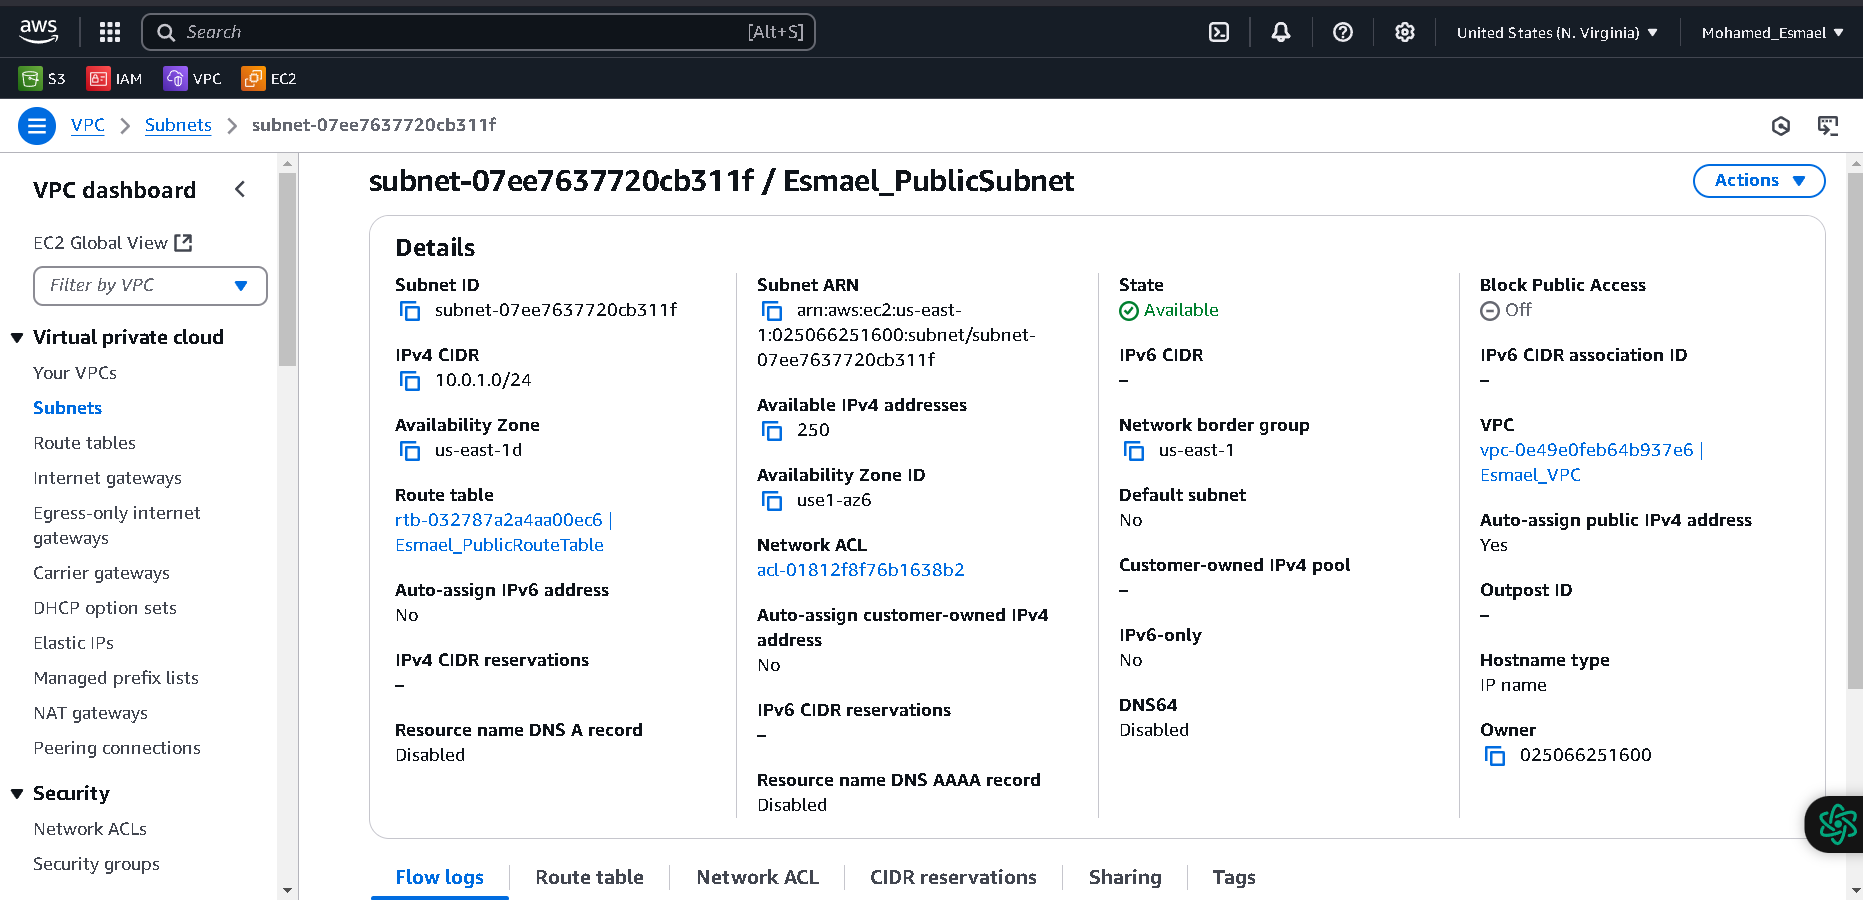 aws
Search
[Alt+S]
United States (N. Virginia)
Mohamed_Esmael
S3
IAM
VPC
EC2
VPC
Subnets
subnet-07ee7637720cb311f
VPC dashboard
EC2 Global View
Filter by VPC
Virtual private cloud
Your VPCs
Subnets
Route tables
Internet gateways
Egress-only internet
gateways
Carrier gateways
DHCP option sets
Elastic IPs
Managed prefix lists
NAT gateways
Peering connections
Security
Network ACLs
Security groups
subnet-07ee7637720cb311f / Esmael_PublicSubnet
Actions
Details
Subnet ID
subnet-07ee7637720cb311f
IPv4 CIDR
10.0.1.0/24
Availability Zone
us-east-1d
Route table
rtb-032787a2a4aa00ec6 |
Esmael_PublicRouteTable
Auto-assign IPv6 address
No
IPv4 CIDR reservations
–
Resource name DNS A record
Disabled
Subnet ARN
arn:aws:ec2:us-east-
1:025066251600:subnet/subnet-
07ee7637720cb311f
Available IPv4 addresses
250
Availability Zone ID
use1-az6
Network ACL
acl-01812f8f76b1638b2
Auto-assign customer-owned IPv4
address
No
IPv6 CIDR reservations
–
Resource name DNS AAAA record
Disabled
State
Available
IPv6 CIDR
–
Network border group
us-east-1
Default subnet
No
Customer-owned IPv4 pool
–
IPv6-only
No
DNS64
Disabled
Block Public Access
Off
IPv6 CIDR association ID
–
VPC
vpc-0e49e0feb64b937e6 |
Esmael_VPC
Auto-assign public IPv4 address
Yes
Outpost ID
–
Hostname type
IP name
Owner
025066251600
Flow logs
Route table
Network ACL
CIDR reservations
Sharing
Tags